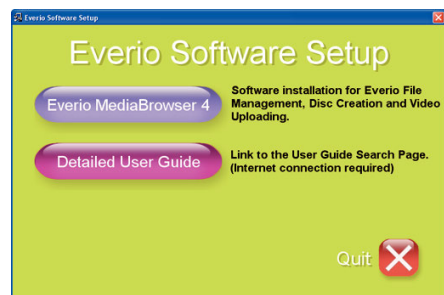 Everio Software Setup
Everio Software Setup
Everio MediaBrowser 4
Software installation for Everio File
Management, Disc Creation and Video
Uploading.
Detailed User Guide
Link to the User Guide Search Page.
(Internet connection required)
Quit